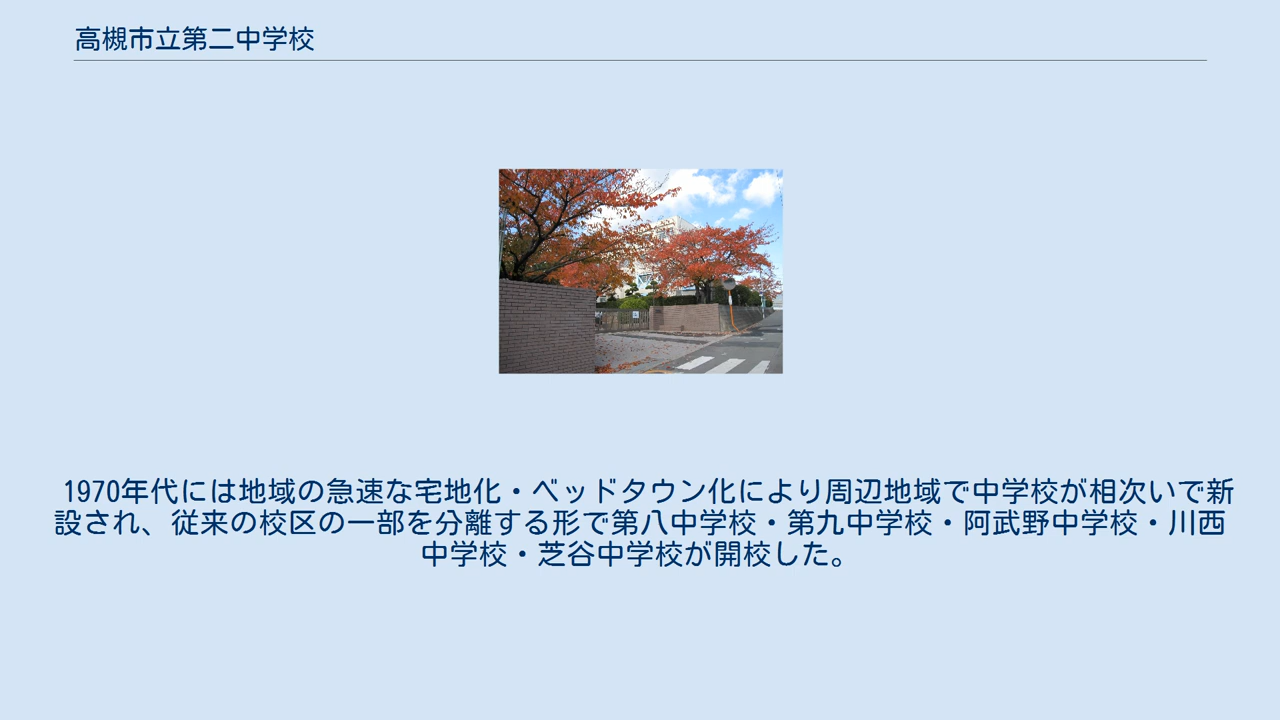 高槻市立第二中学校
1970年代には地域の急速な宅地化・ベッドタウン化により周辺地域で中学校が相次いで新
設され、従来の校区の一部を分離する形で第八中学校・第九中学校・阿武野中学校・川西
中学校・芝谷中学校が開校した。